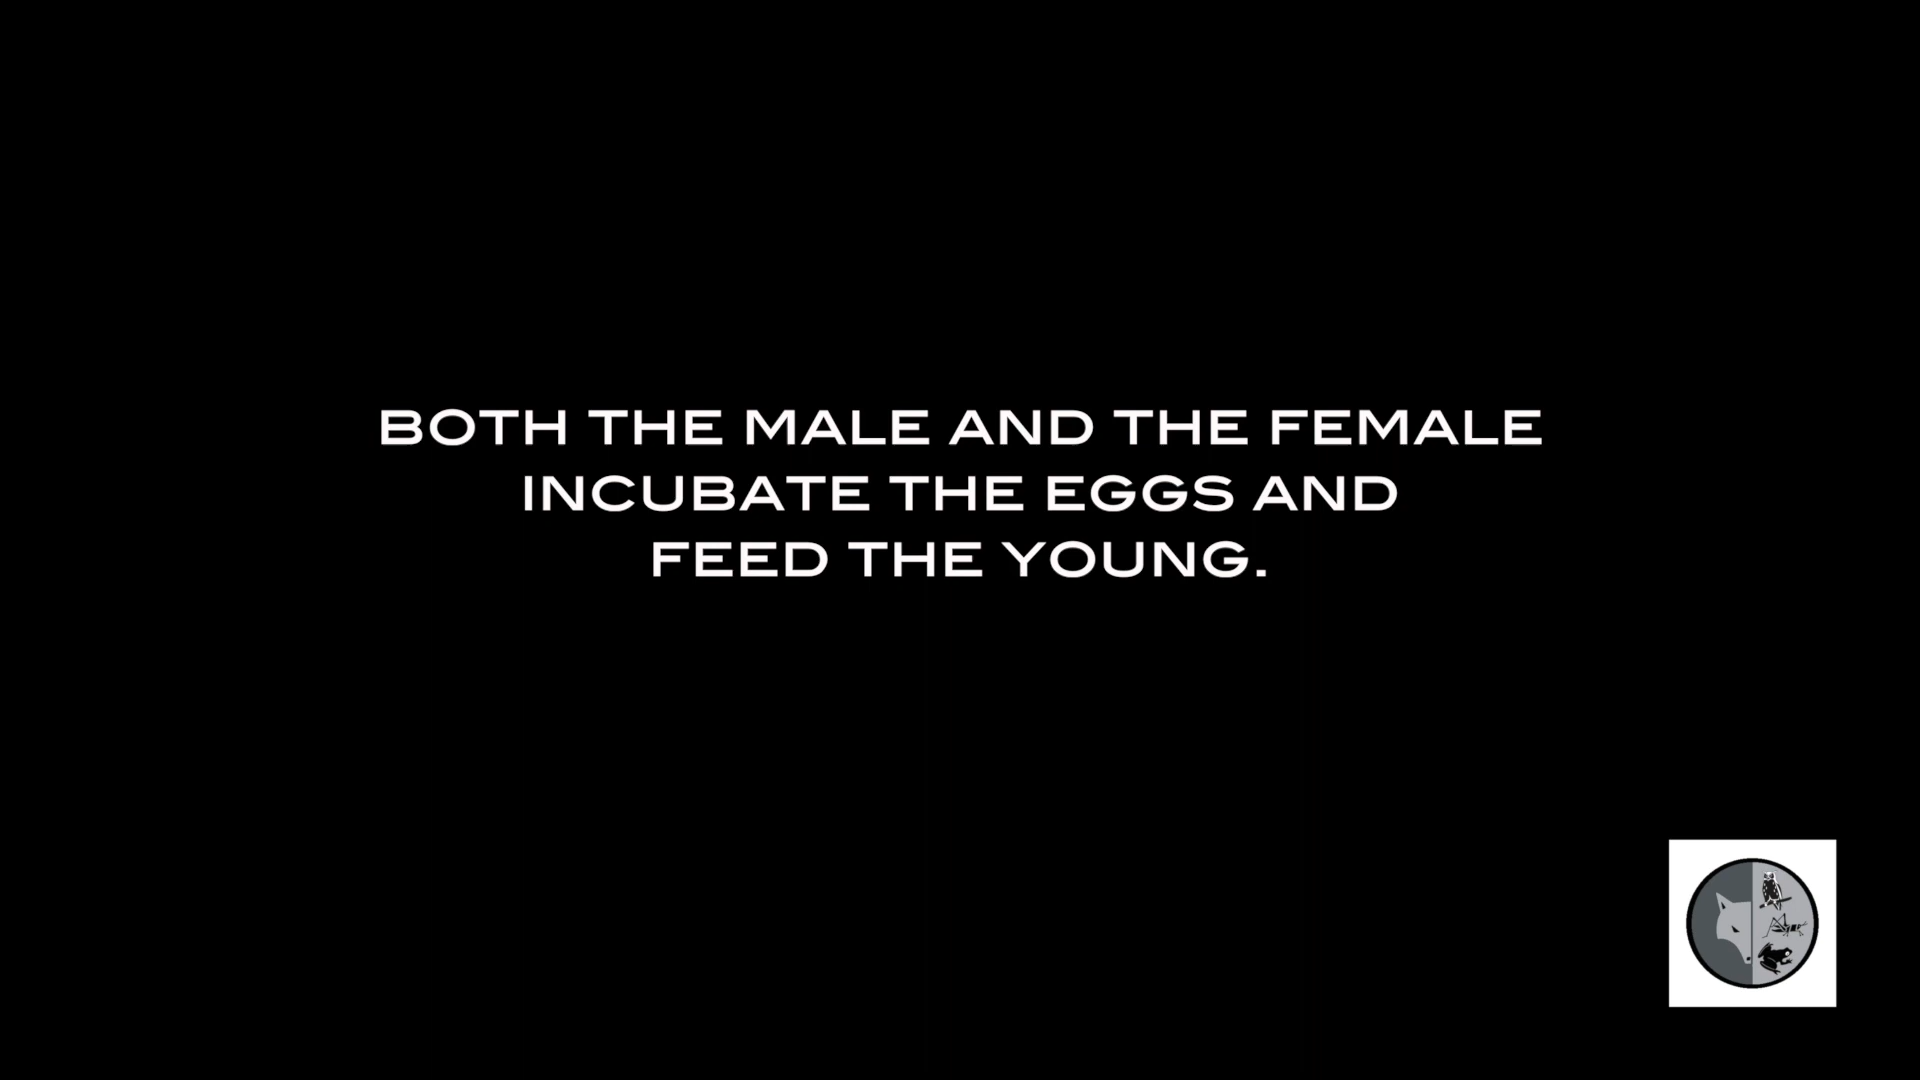 BOTH THE MALE AND THE FEMALE
INCUBATE THE EGGS AND
FEED THE YOUNG.